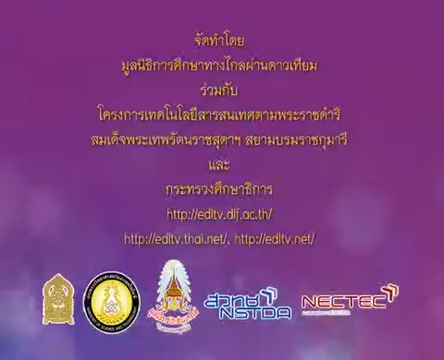 จัดทำโดย
มูลนิธิการศึกษาทางไกลผ่านดาวเทียม
ร่วมกับ
โครงการเทคโนโลยีสารสนเทศตามพระราชดำริ
สมเด็จพระเทพรัตนราชสุดาฯ สยามบรมราชกุมารี
และ
กระทรวงศึกษาธิการ
http://edltv.dlf.ac.th/
http://edltv.thai.net/, http://edltv.net/
สวทช NECTEC
NSTDA